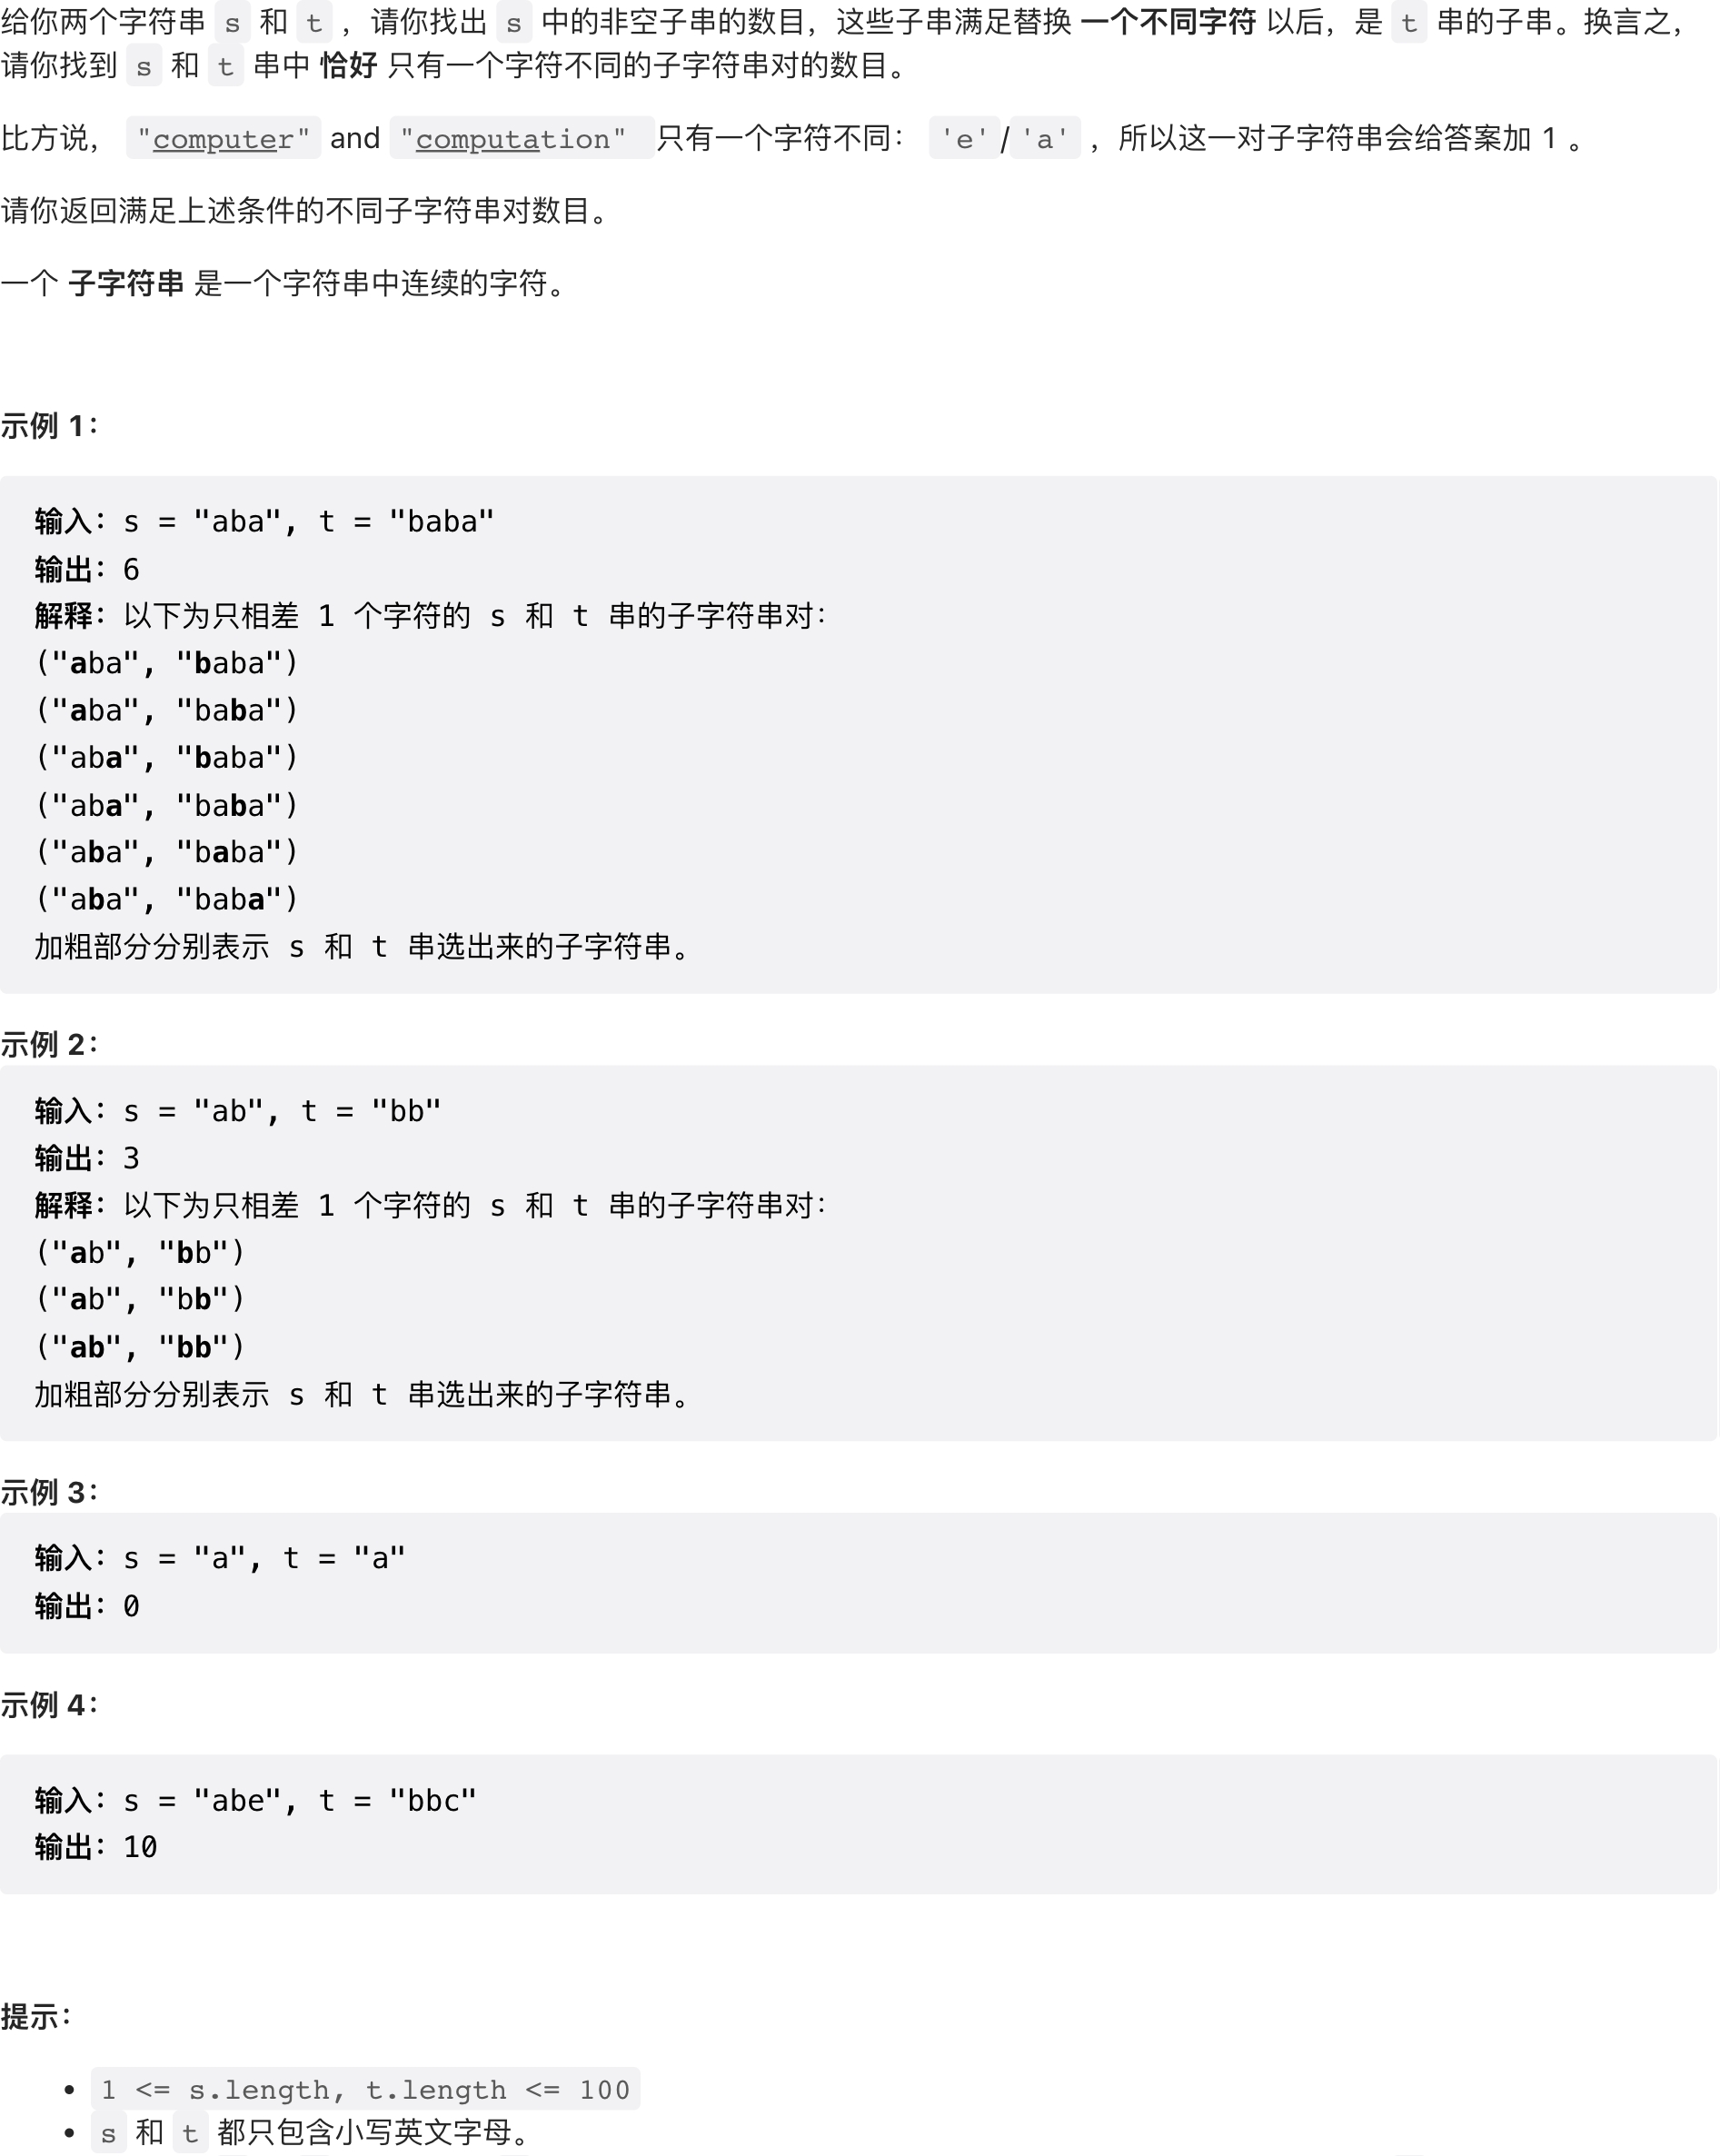 给你两个字符串 s 和 t ，请你找出 s 中的非空子串的数目，这些子串满足替换 一个不同字符 以后，是 t 串的子串。换言之，
请你找到 s 和 t 串中 恰好 只有一个字符不同的子字符串对的数目。
比方说， "computer" and "computation" 只有一个字符不同： 'e'/'a' ，所以这一对子字符串会给答案加 1 。
请你返回满足上述条件的不同子字符串对数目。
一个 子字符串 是一个字符串中连续的字符。
示例 1：
输入：s = "aba", t = "baba"
输出：6
解释：以下为只相差 1 个字符的 s 和 t 串的子字符串对：
("aba", "baba")
("aba", "baba")
("aba", "baba")
("aba", "baba")
("aba", "baba")
("aba", "baba")
加粗部分分别表示 s 和 t 串选出来的子字符串。
示例 2：
输入：s = "ab", t = "bb"
输出：3
解释：以下为只相差 1 个字符的 s 和 t 串的子字符串对：
("ab", "bb")
("ab", "bb")
("ab", "bb")
加粗部分分别表示 s 和 t 串选出来的子字符串。
示例 3：
输入：s = "a", t = "a"
输出：0
示例 4：
输入：s = "abe", t = "bbc"
输出：10
提示：
• 1 <= s.length, t.length <= 100
• s 和 t 都只包含小写英文字母。